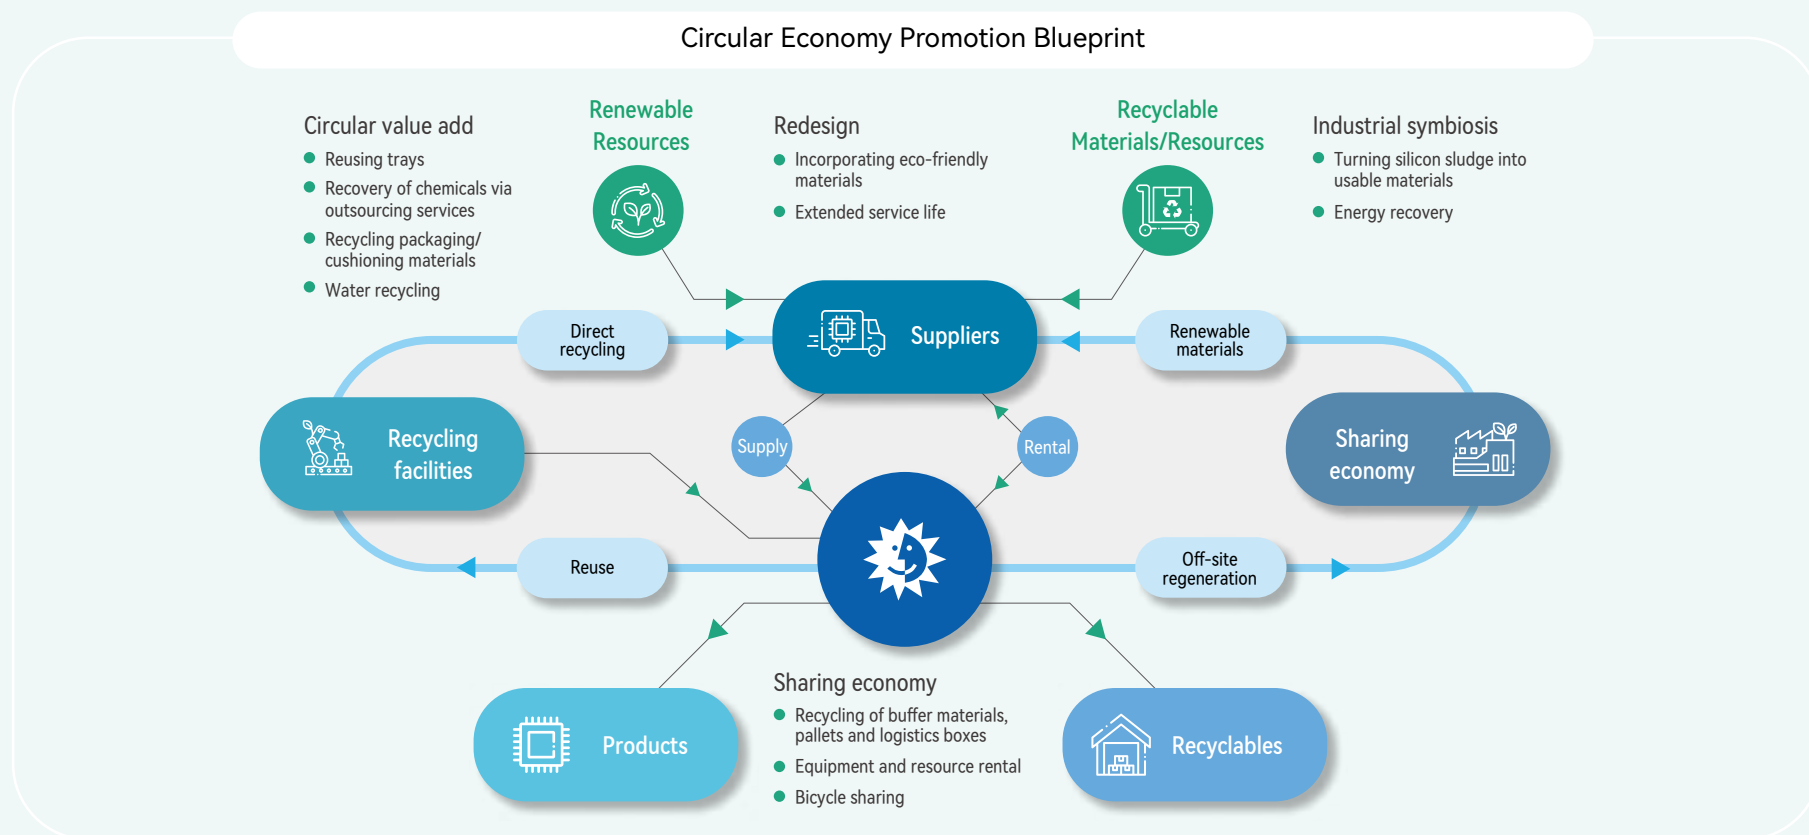 Circular Economy Promotion Blueprint
Circular value add
Reusing trays
Recovery of chemicals via
outsourcing services
Recycling packaging/
cushioning materials
Water recycling
Renewable
Resources
Redesign
Incorporating eco-friendly
materials
Extended service life
Recyclable
Materials/Resources
Industrial symbiosis
Turning silicon sludge into
usable materials
Energy recovery
Direct
recycling
Suppliers
Renewable
materials
Recycling
facilities
Supply
Rental
Sharing
economy
Reuse
Off-site
regeneration
Products
Sharing economy
Recycling of buffer materials,
pallets and logistics boxes
Equipment and resource rental
Bicycle sharing
Recyclables